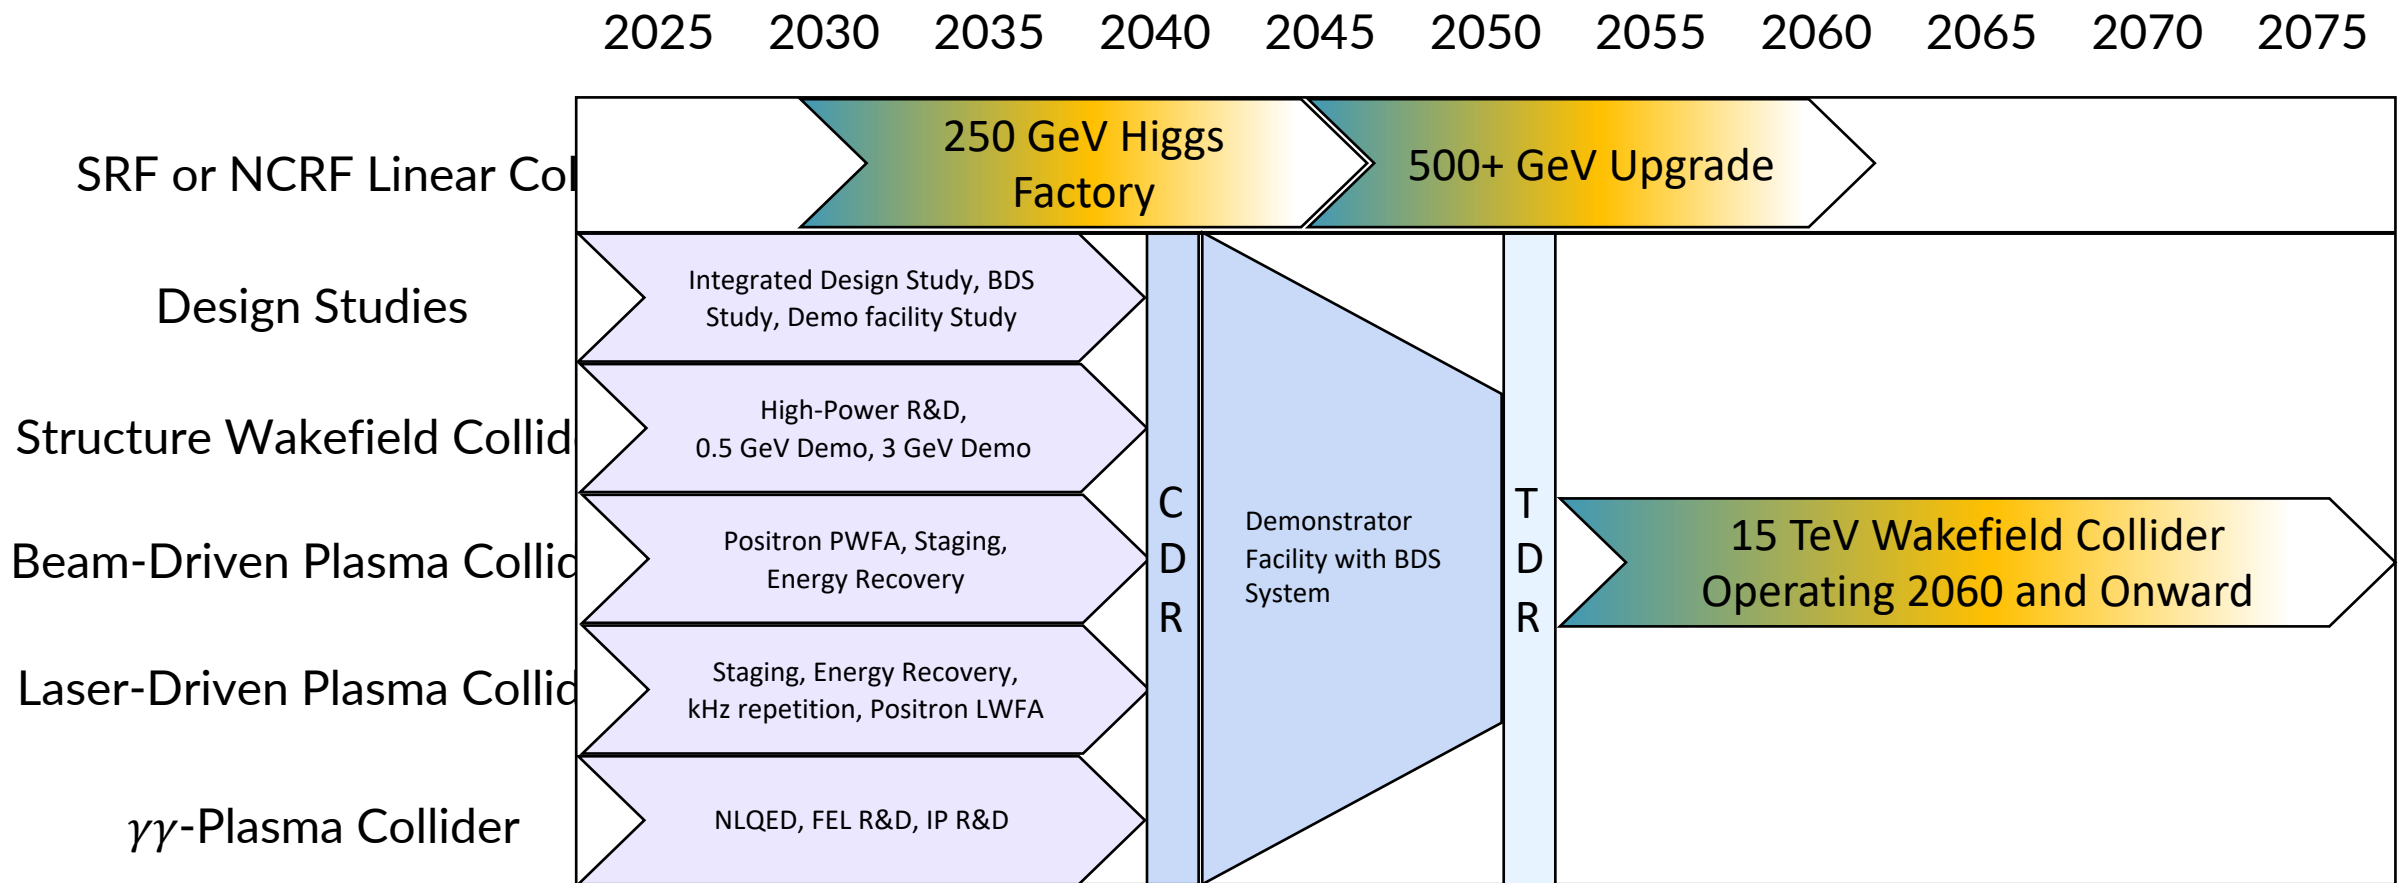 2025 2030 2035 2040 2045 2050 2055 2060 2065 2070 2075
SRF or NCRF Linear Col
250 GeV Higgs
Factory
500+ GeV Upgrade
Design Studies
Integrated Design Study, BDS
Study, Demo facility Study
Structure Wakefield Collid
High-Power R&D,
0.5 GeV Demo, 3 GeV Demo
Beam-Driven Plasma Collid
Positron PWFA, Staging,
Energy Recovery
Laser-Driven Plasma Collid
Staging, Energy Recovery,
kHz repetition, Positron LWFA
γγ-Plasma Collider
NLQED, FEL R&D, IP R&D
C
D
R
Demonstrator
Facility with BDS
System
T
D
R
15 TeV Wakefield Collider
Operating 2060 and Onward